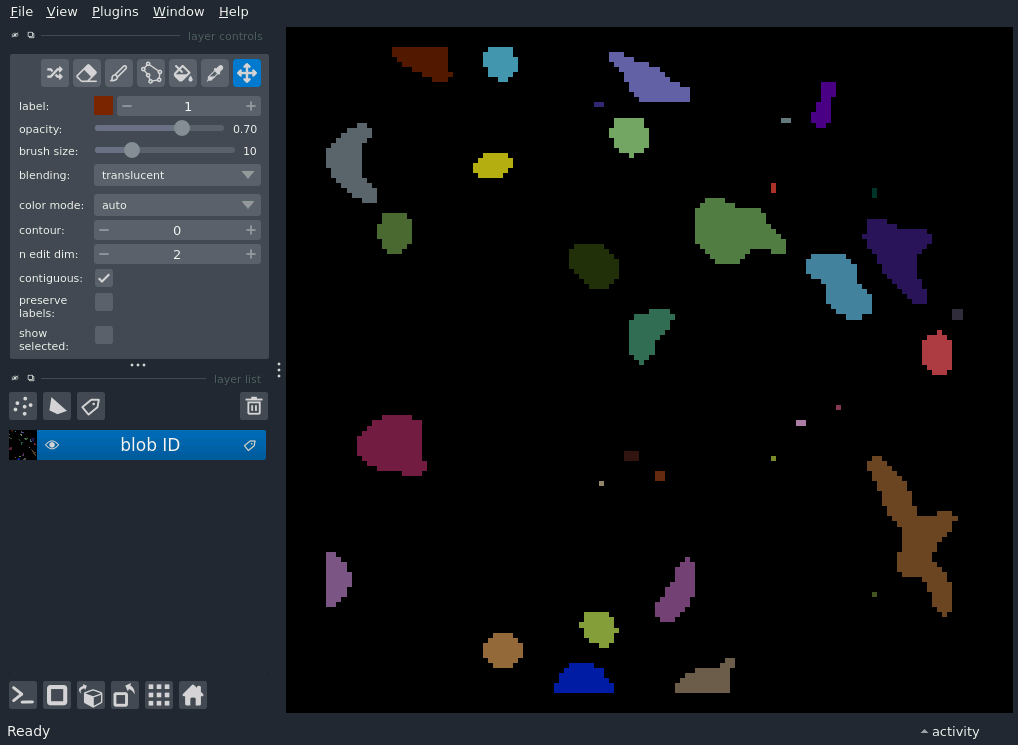 File View Plugins Window Help
layer controls
label: 1
opacity: 0.70
brush size: 10
blending: translucent
color mode: auto
contour: 0
n edit dim: 2
contiguous:
preserve
labels:
show
selected:
layer list
blob ID
Ready
activity